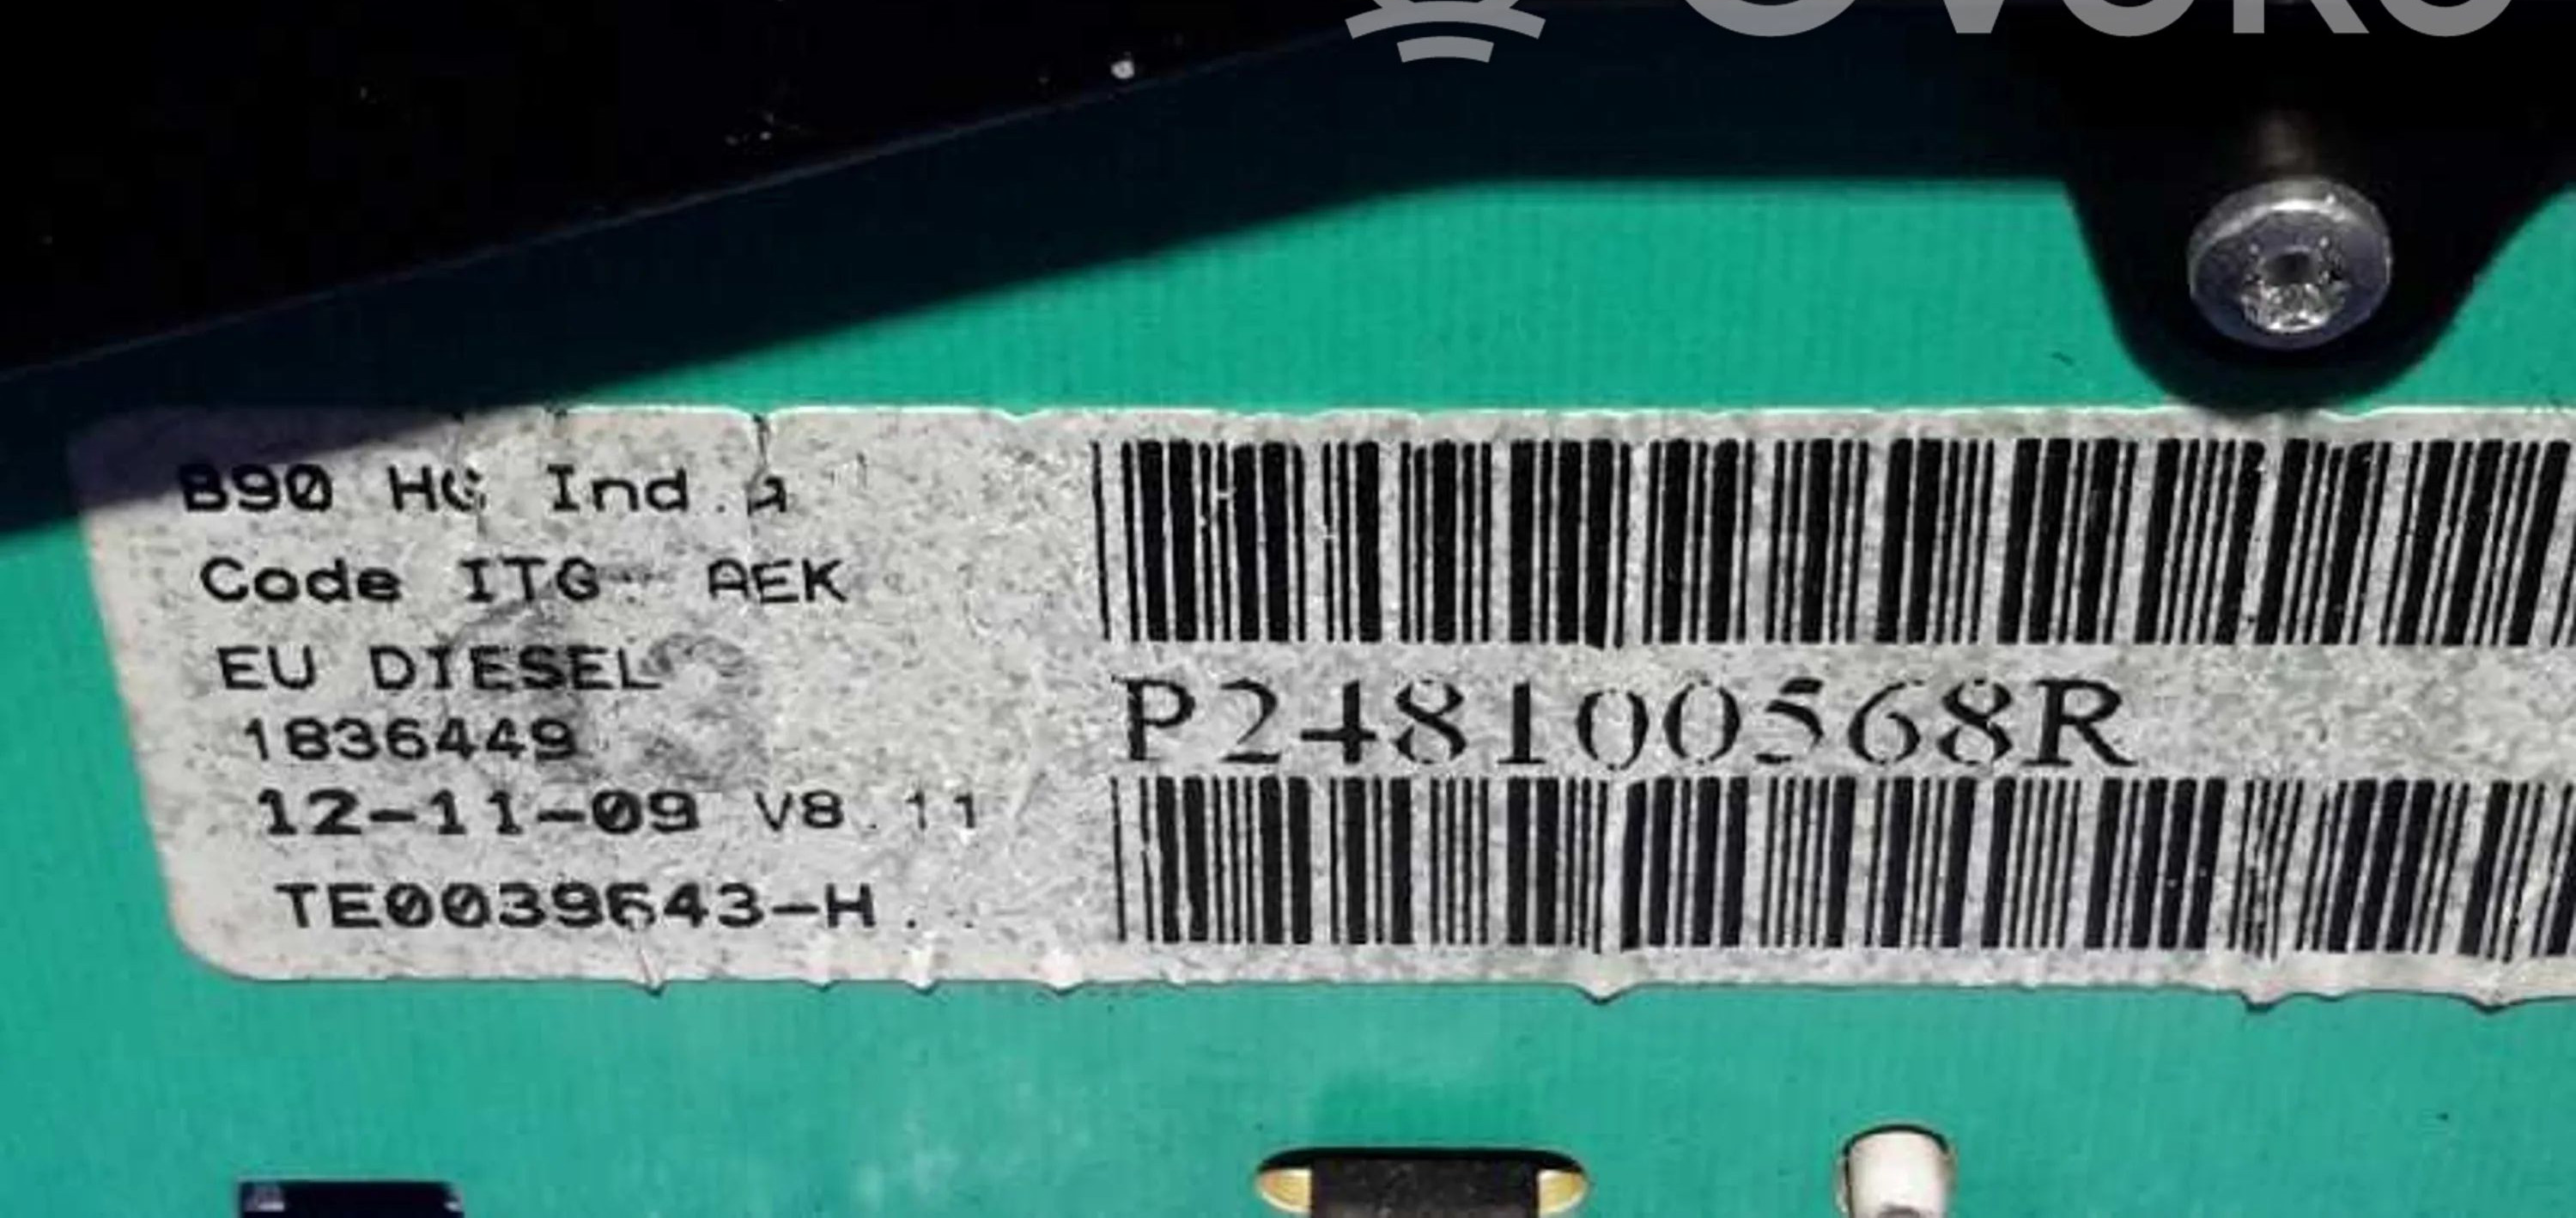 B90 HG Ind.
Code ITG AEK
EU DIESEL
1836449
12-11-09 V8.11
TE0039643-H
P248100568R